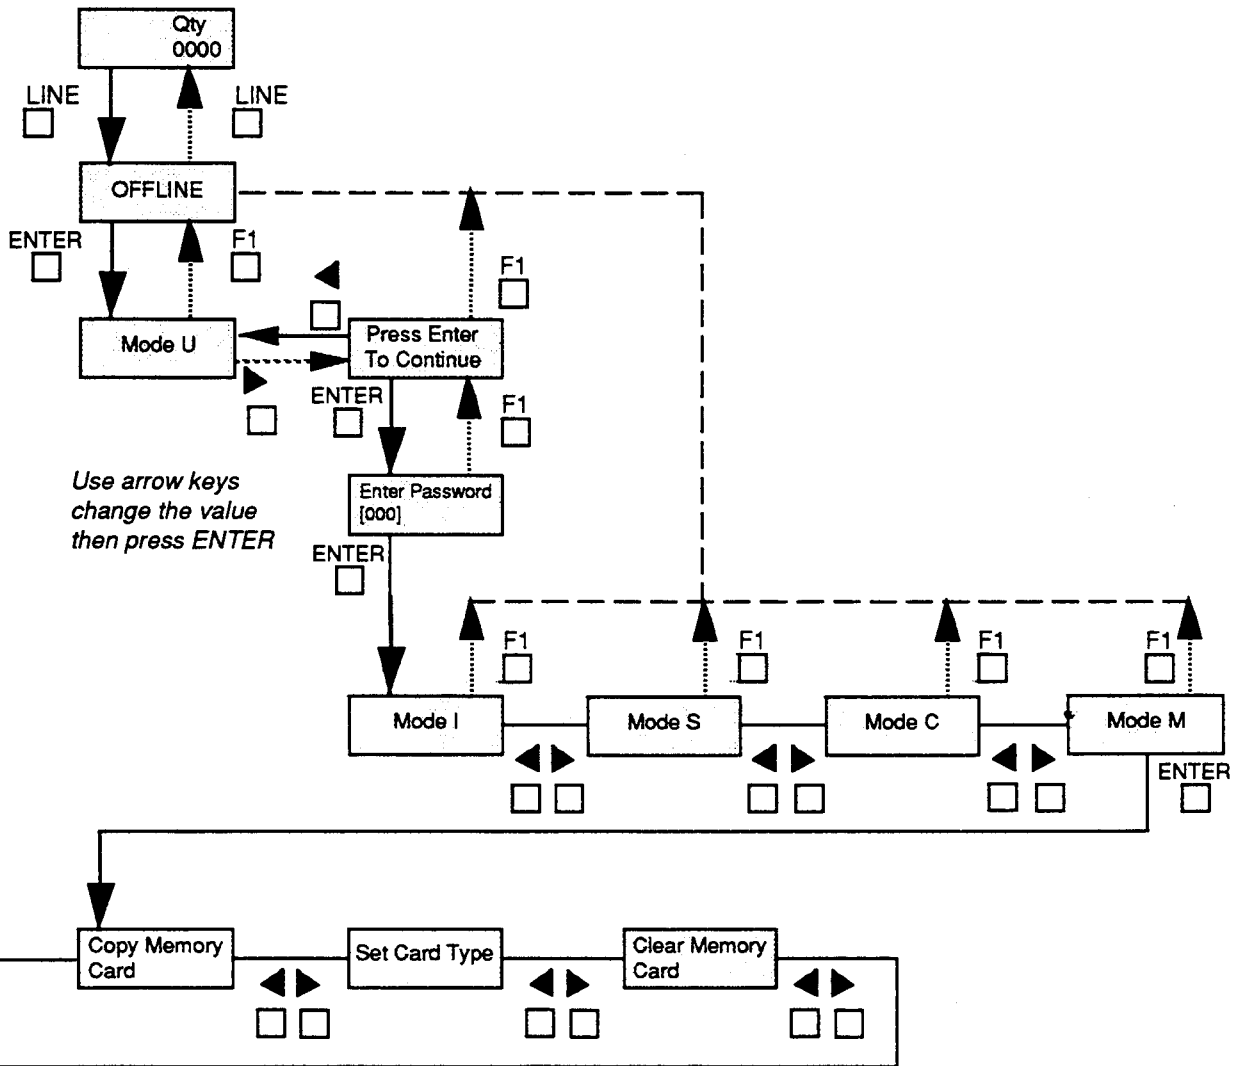 Qty
0000
LINE
LINE
OFFLINE
ENTER
F1
F1
Mode U
Press Enter
To Continue
ENTER
F1
Use arrow keys
change the value
then press ENTER
Enter Password
[000]
ENTER
F1
F1
F1
F1
Mode I
Mode S
Mode C
Mode M
ENTER
Copy Memory
Card
Set Card Type
Clear Memory
Card